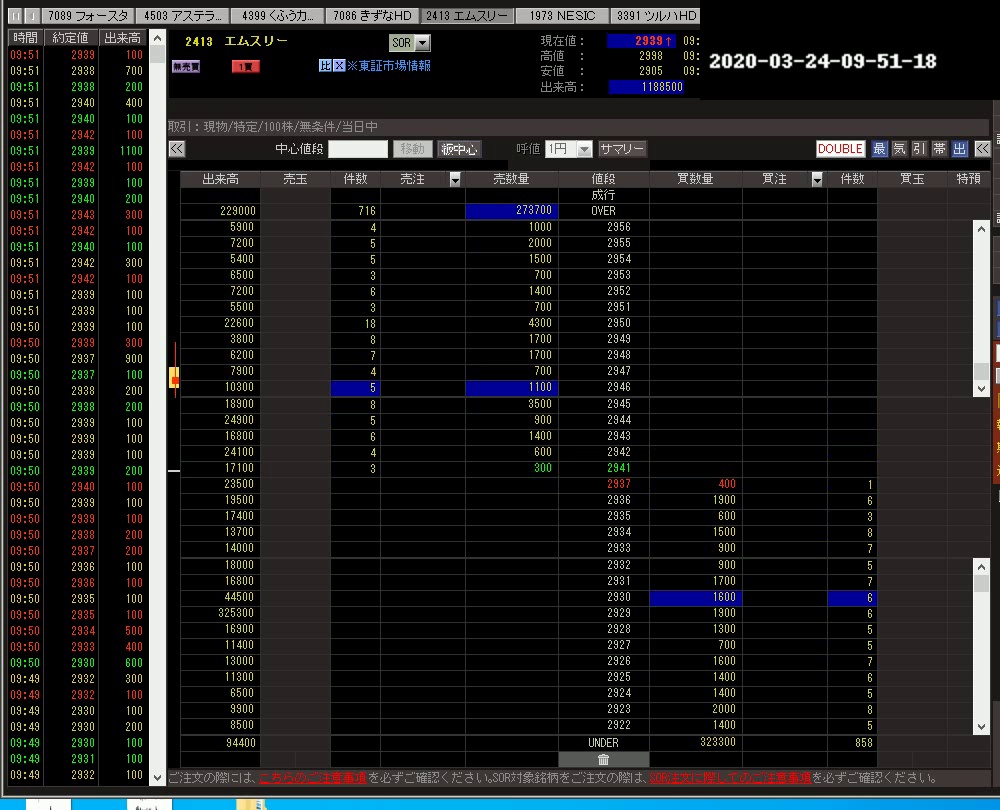 7089 フォースタ 4503 アステラ… 4399 くふう力… 7086 きずなHD 2413 エムスリー 1973 NESIC 3391 ツルハHD
時間 約定値 出来高
2413 エムスリー SOR 現在値： 2939↑ 09:
高値： 2998 09:
安値： 2905 09:
出来高： 1188500
2020-03-24-09-51-18
無売買 1買 比 X ※東証市場情報
取引：現物/特定/100株/無条件/当日中
中心値段 移動 板中心 呼値 1円 サマリー DOUBLE 最 気 引 帯 出
出来高 売玉 件数 売注 売数量 値段 買数量 買注 件数 買玉 特預
成行
229000 716 273700 OVER
5900 4 1000 2956
7200 5 2000 2955
5400 5 1500 2954
6500 3 700 2953
7200 6 1400 2952
5500 3 700 2951
22600 18 4300 2950
3800 8 1700 2949
6200 7 1700 2948
7900 4 700 2947
10300 5 1100 2946
18900 8 3500 2945
24900 5 900 2944
16800 6 1400 2943
24100 4 600 2942
17100 3 300 2941
23500 2937 400 1
19500 2936 1900 6
17400 2935 600 3
13700 2934 1500 8
14000 2933 900 7
18000 2932 900 5
16800 2931 1700 7
44500 2930 1600 6
325300 2929 1900 6
16900 2928 1300 5
11400 2927 700 5
13000 2926 1600 7
11300 2925 1400 6
6500 2924 1400 5
9900 2923 2000 8
8500 2922 1400 5
94400 UNDER 323300 858
09:51 2939 100
09:51 2938 700
09:51 2938 200
09:51 2940 400
09:51 2940 100
09:51 2942 100
09:51 2939 1100
09:51 2942 100
09:51 2939 100
09:51 2940 200
09:51 2943 300
09:51 2942 100
09:51 2940 100
09:51 2942 300
09:51 2942 100
09:51 2939 100
09:51 2939 100
09:50 2939 100
09:50 2939 300
09:50 2937 900
09:50 2937 100
09:50 2938 200
09:50 2938 200
09:50 2939 100
09:50 2939 100
09:50 2939 100
09:50 2939 200
09:50 2940 100
09:50 2939 100
09:50 2939 100
09:50 2938 200
09:50 2937 200
09:50 2936 100
09:50 2936 100
09:50 2935 100
09:50 2935 100
09:50 2934 500
09:50 2933 400
09:50 2930 600
09:49 2932 300
09:49 2932 100
09:49 2930 100
09:49 2930 200
09:49 2930 100
09:49 2931 100
09:49 2932 100
ご注文の際には、こちらのご注意事項を必ずご確認ください。SOR対象銘柄をご注文の際は、SOR注文に際してのご注意事項を必ずご確認ください。